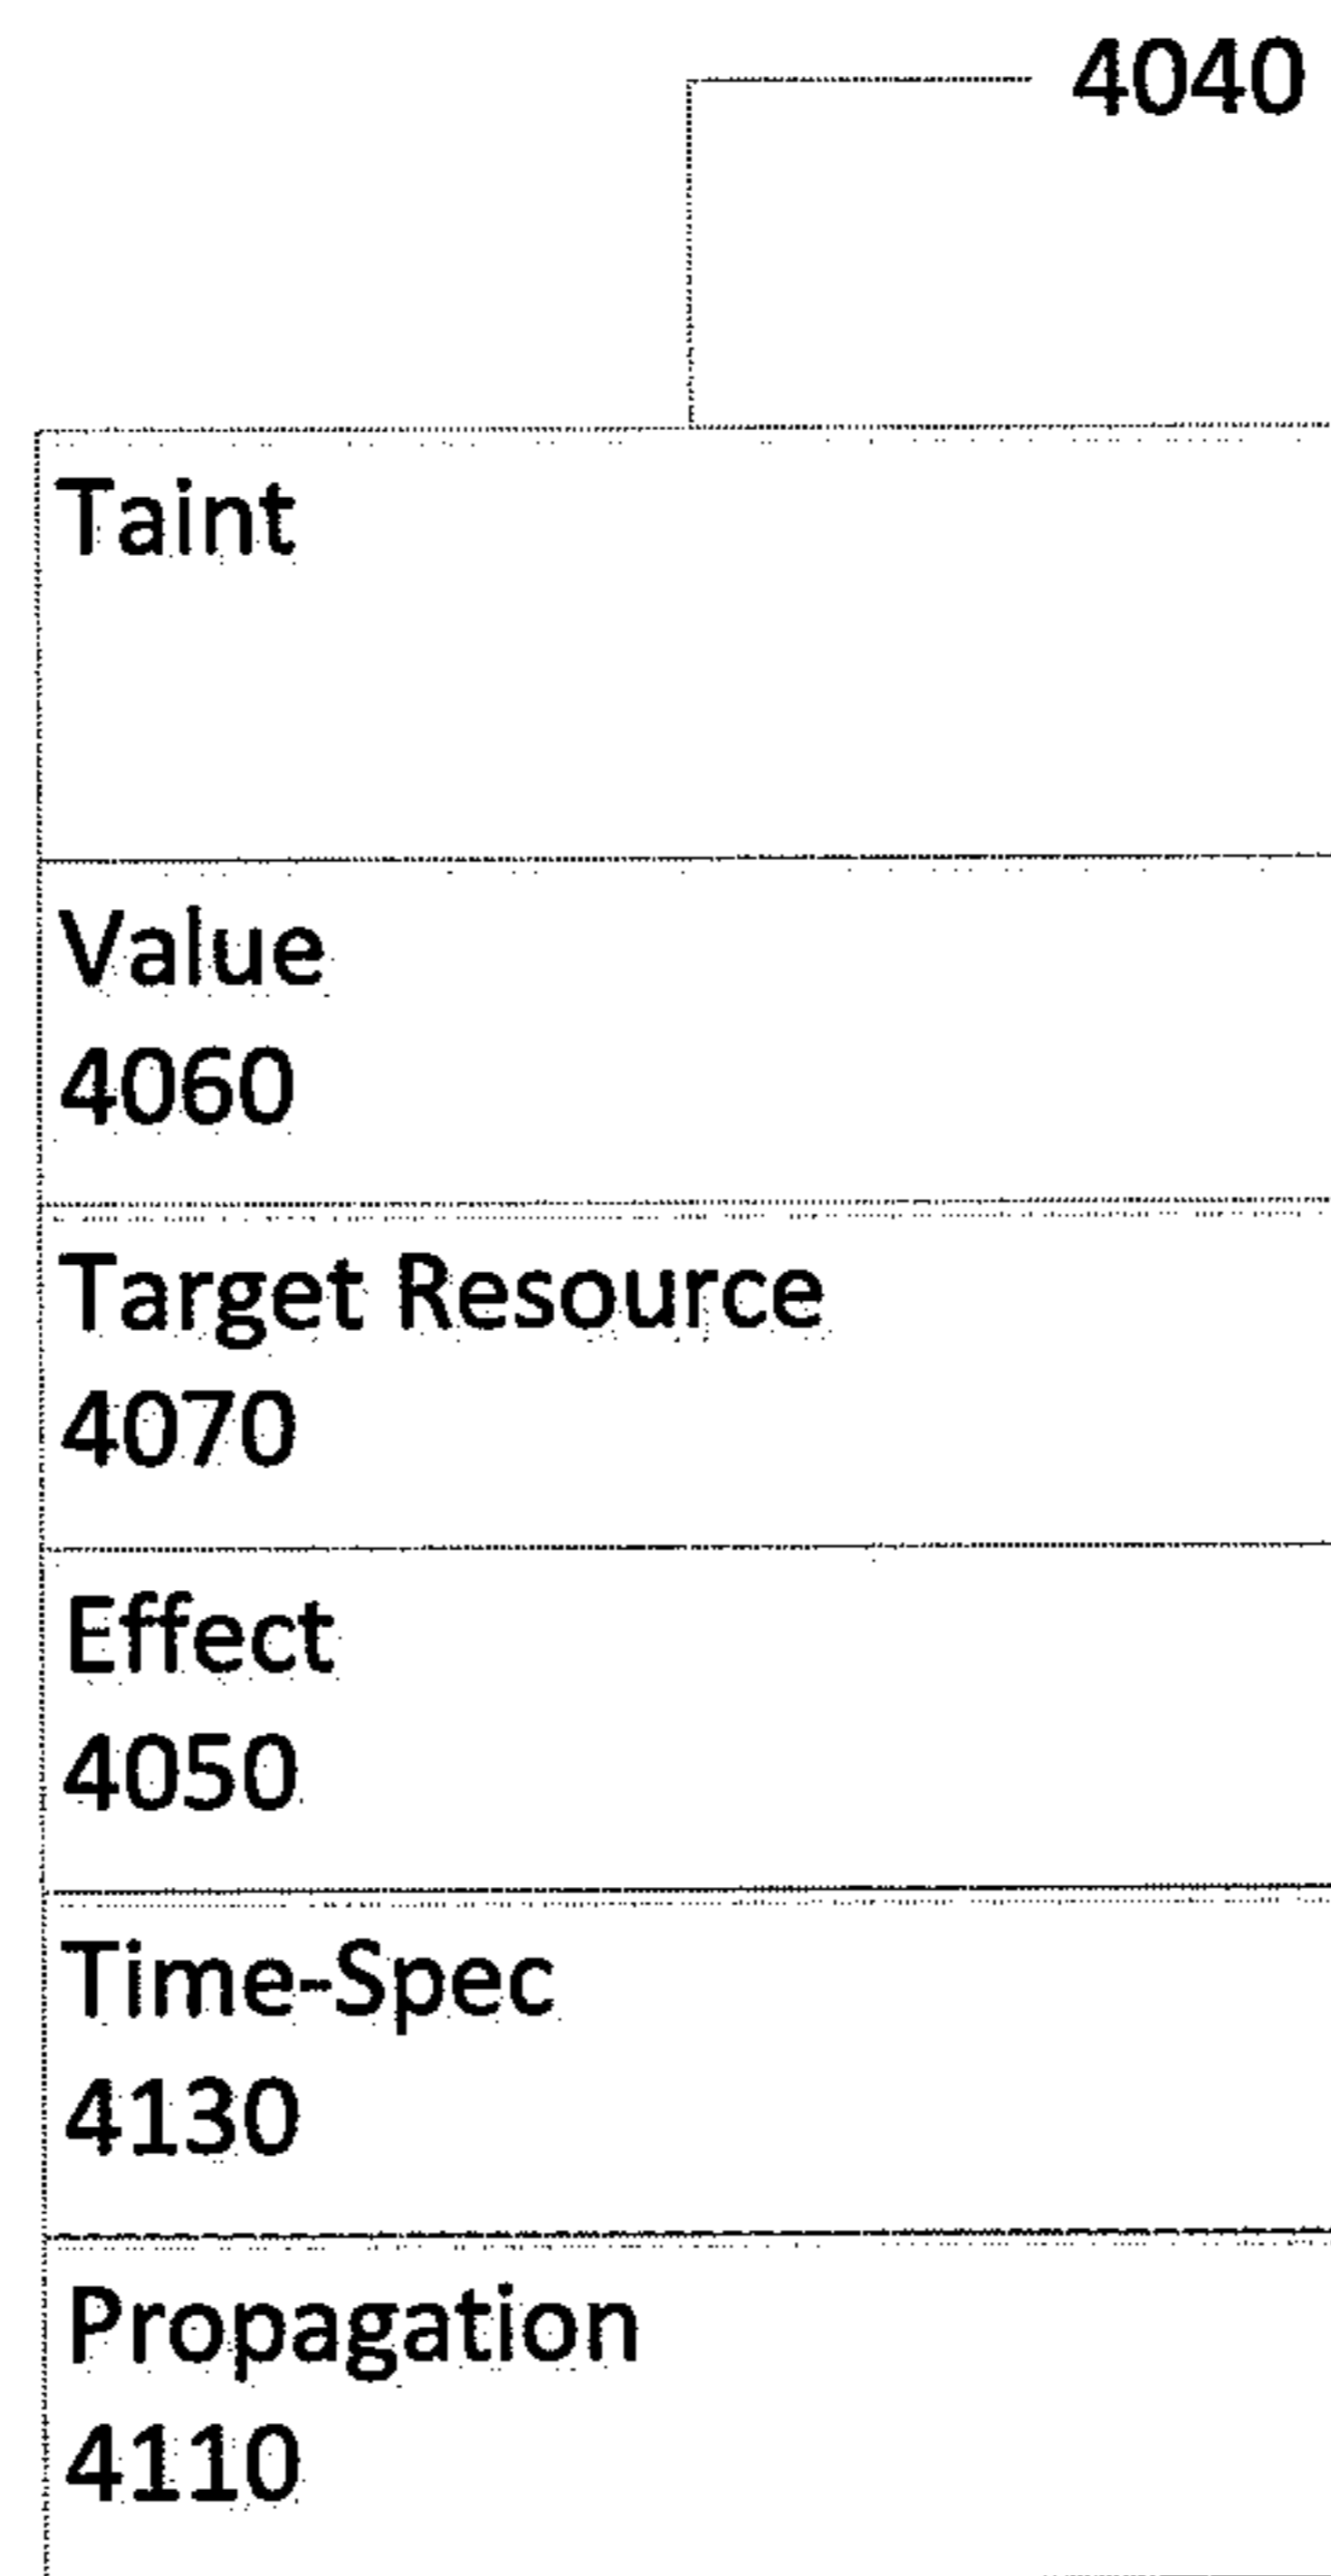 4040
Taint
Value
4060
Target Resource
4070
Effect
4050
Time-Spec
4130
Propagation
4110